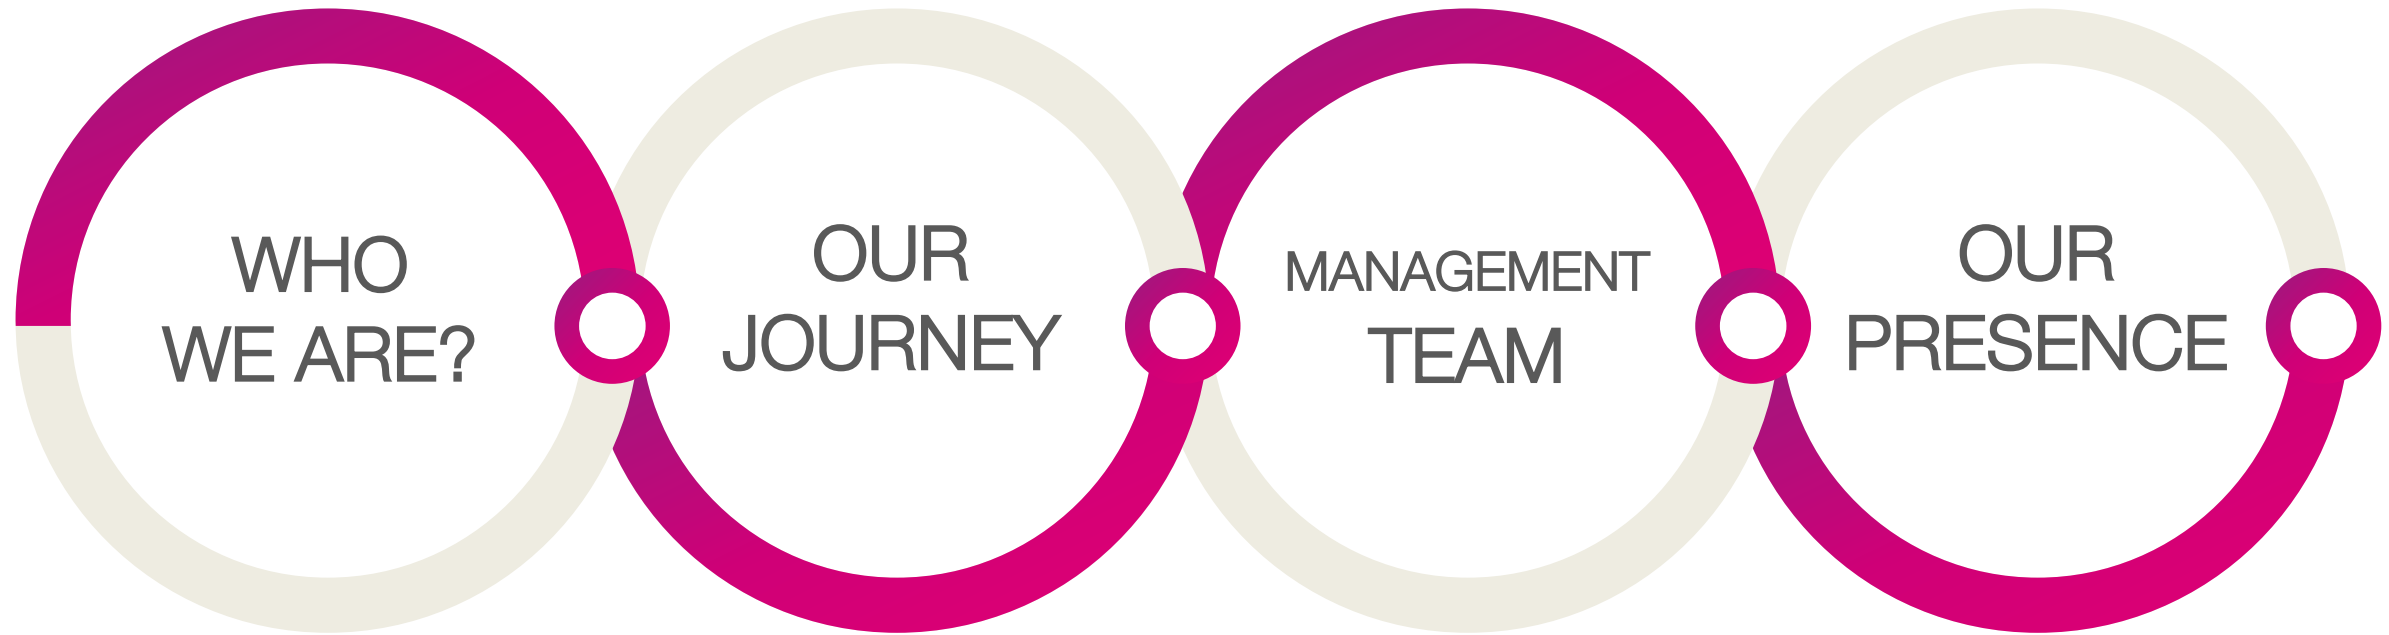 WHO
WE ARE?
OUR
JOURNEY
MANAGEMENT
TEAM
OUR
PRESENCE